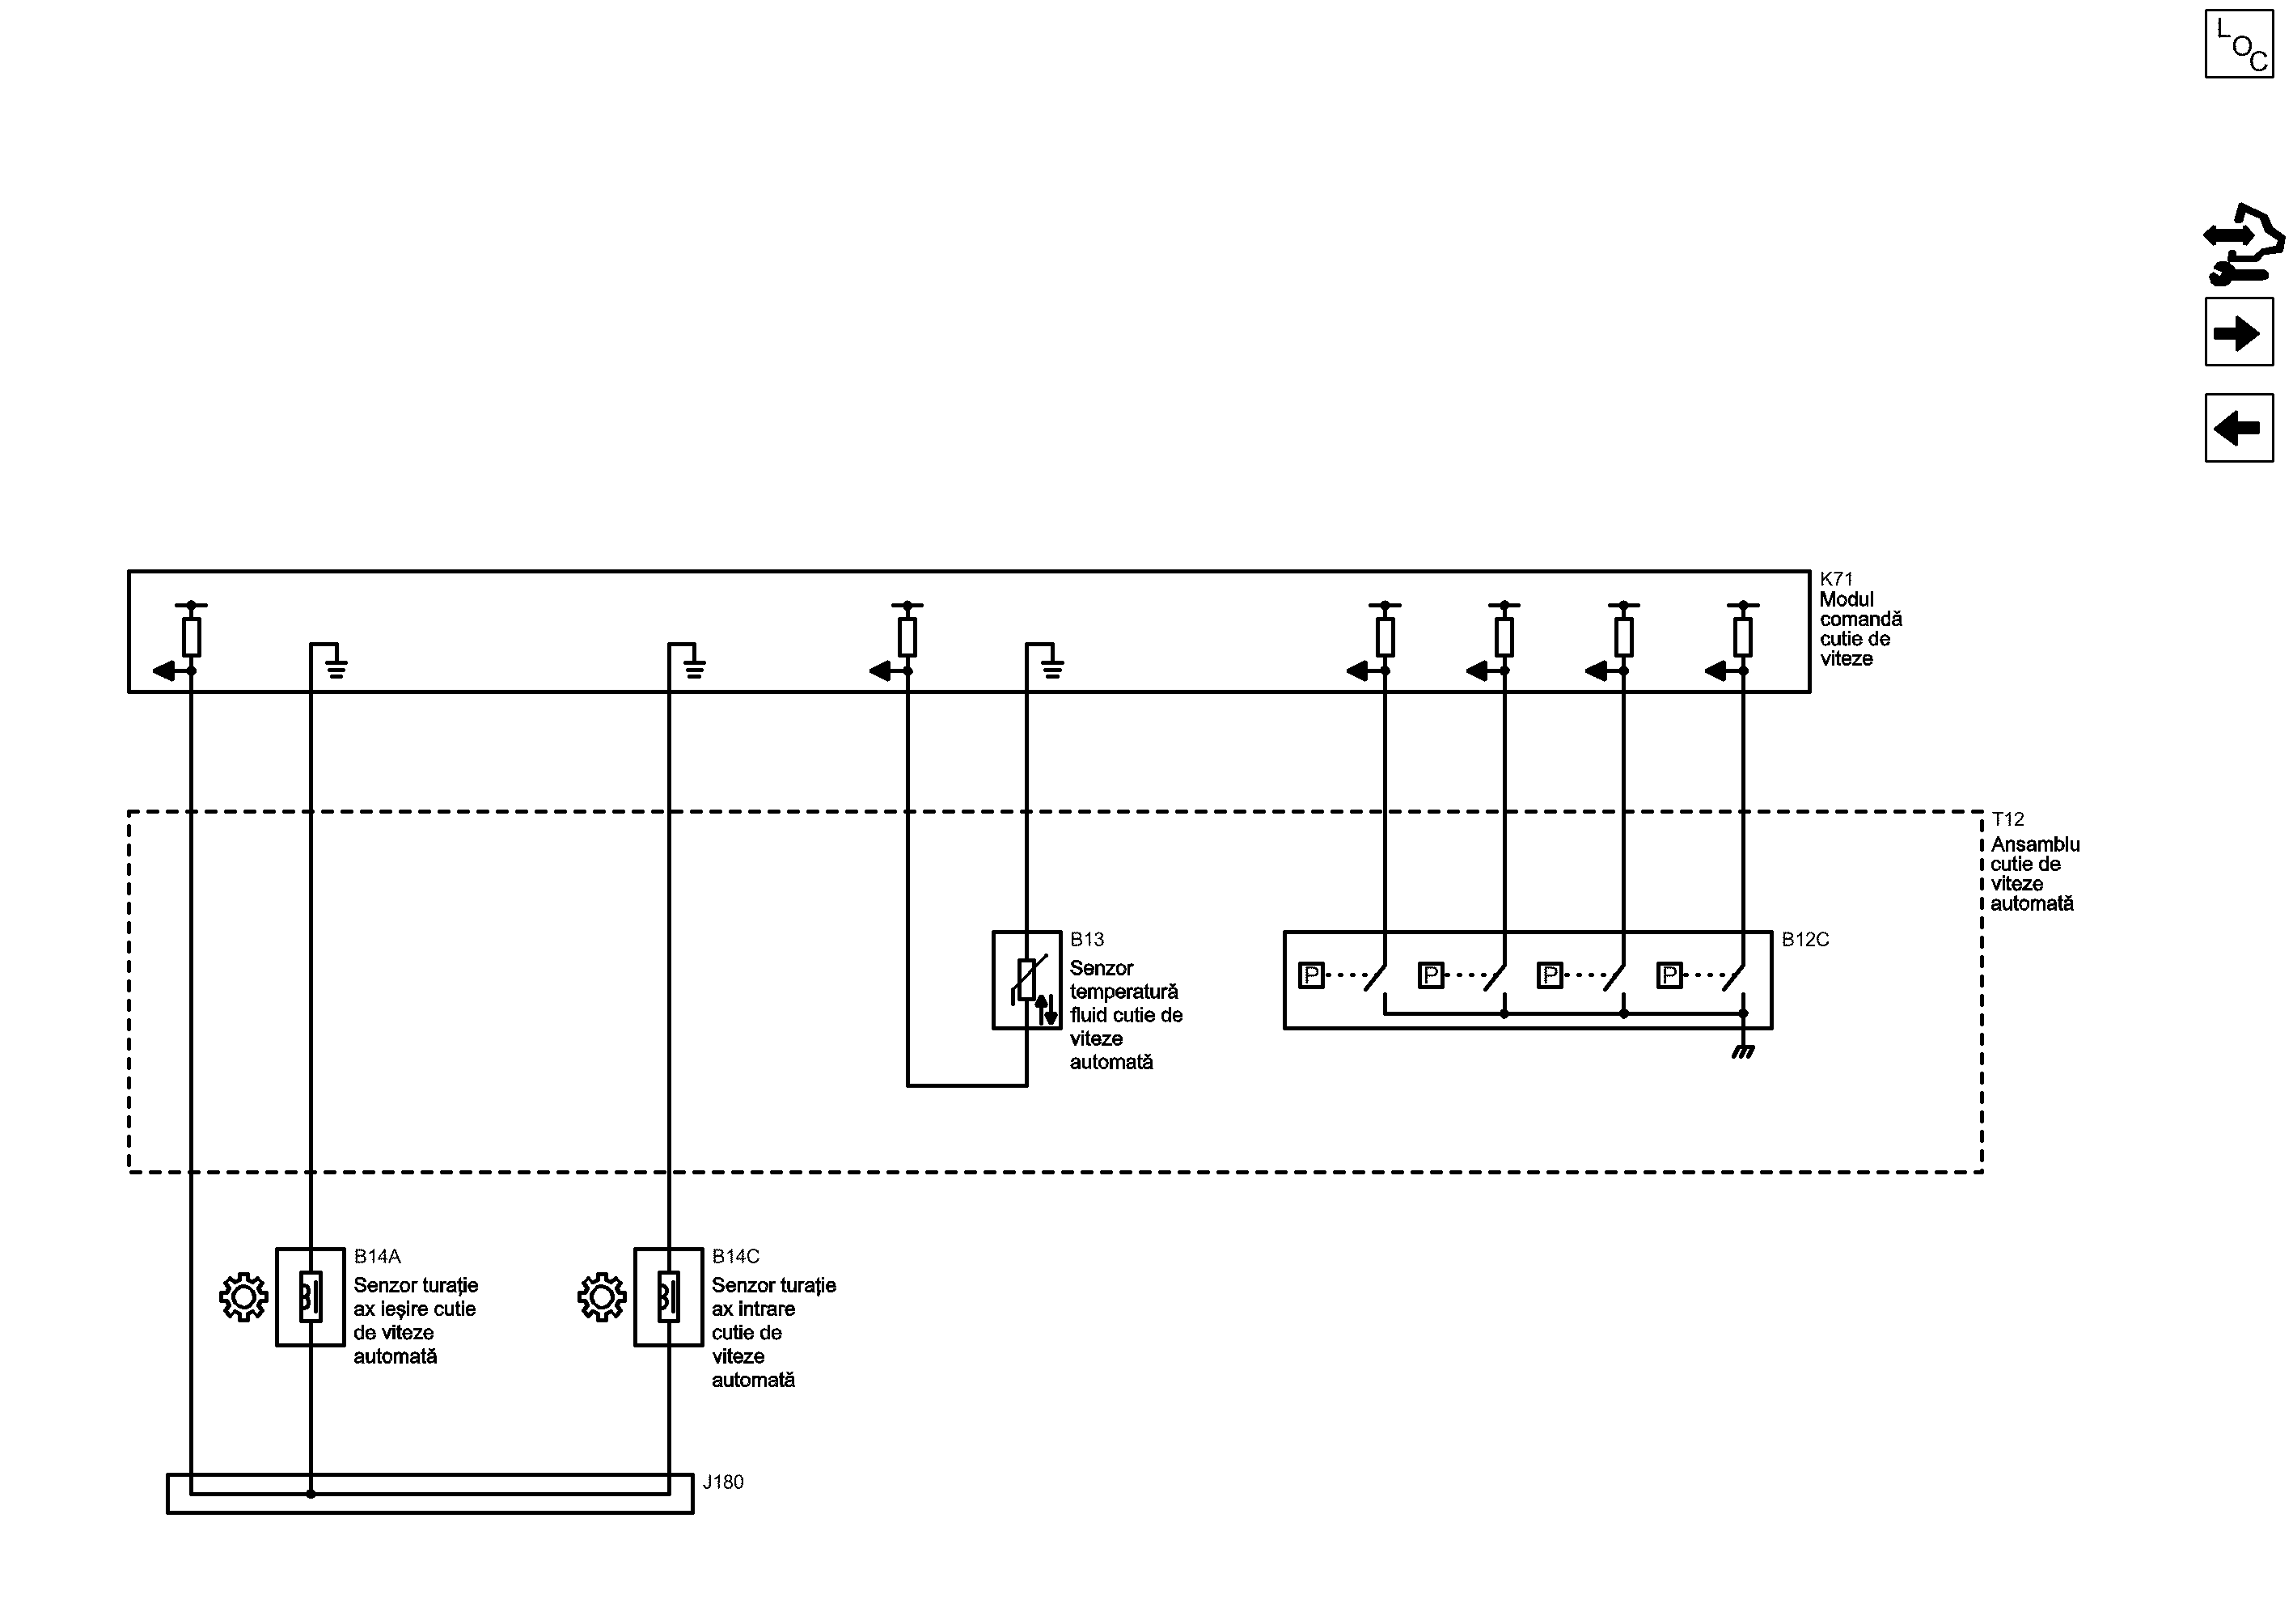 LOC
K71
Modul
comandă
cutie de
viteze
T12
Ansamblu
cutie de
viteze
automată
B13
Senzor
temperatură
fluid cutie de
viteze
automată
B12C
P
P
P
P
B14A
Senzor turație
ax ieșire cutie
de viteze
automată
B14C
Senzor turație
ax intrare
cutie de
viteze
automată
J180